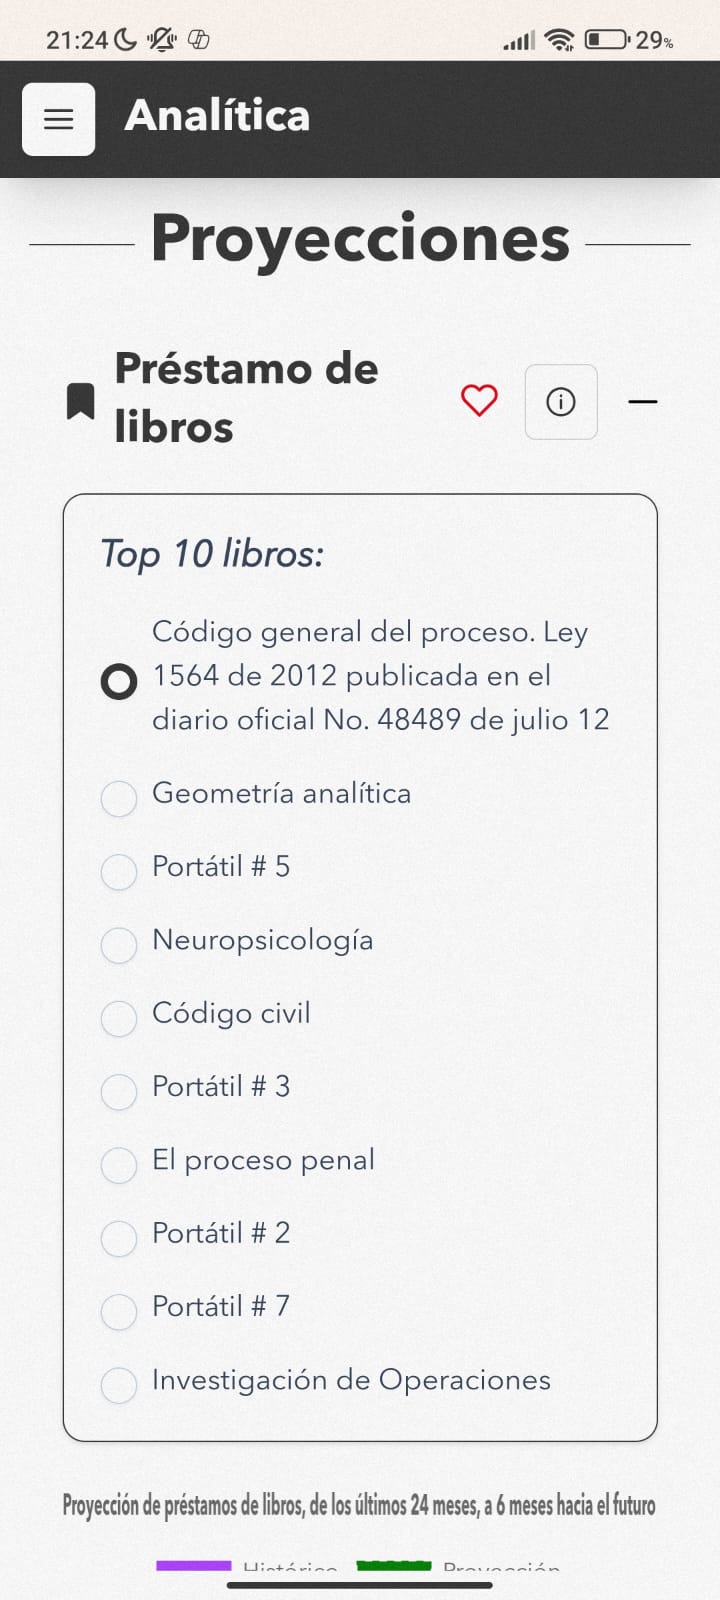 21:24 29%
Analítica
Proyecciones
Préstamo de
libros
Top 10 libros:
Código general del proceso. Ley
1564 de 2012 publicada en el
diario oficial No. 48489 de julio 12
Geometría analítica
Portátil # 5
Neuropsicología
Código civil
Portátil # 3
El proceso penal
Portátil # 2
Portátil # 7
Investigación de Operaciones
Proyección de préstamos de libros, de los últimos 24 meses, a 6 meses hacia el futuro
Histórico Proyección